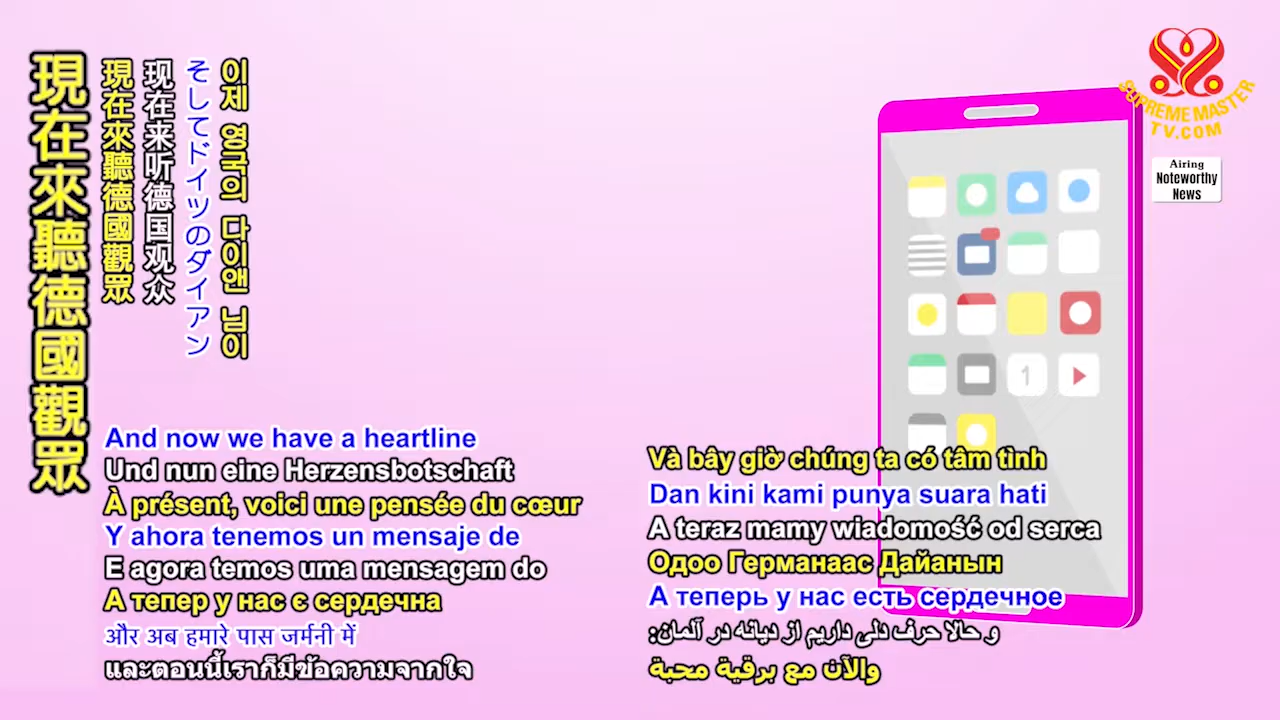 現在來聽德國觀眾
現在來聽德國觀眾
现在来听德国观众
そしてドイツのダイアン
이제 영국의 다이앤 님이
And now we have a heartline
Und nun eine Herzensbotschaft
À présent, voici une pensée du cœur
Y ahora tenemos un mensaje de
E agora temos uma mensagem do
А тепер у нас є сердечна
और अब हमारे पास जर्मनी में
และตอนนี้เราก็มีข้อความจากใจ
Và bây giờ chúng ta có tâm tình
Dan kini kami punya suara hati
A teraz mamy wiadomość od serca
Одоо Германаас Дайанын
А теперь у нас есть сердечное
و حالا حرف دلی داریم از دیانه در آلمان:
والآن مع برقية محبة
SUPREME MASTER
TV.COM
Airing
Noteworthy
News
1